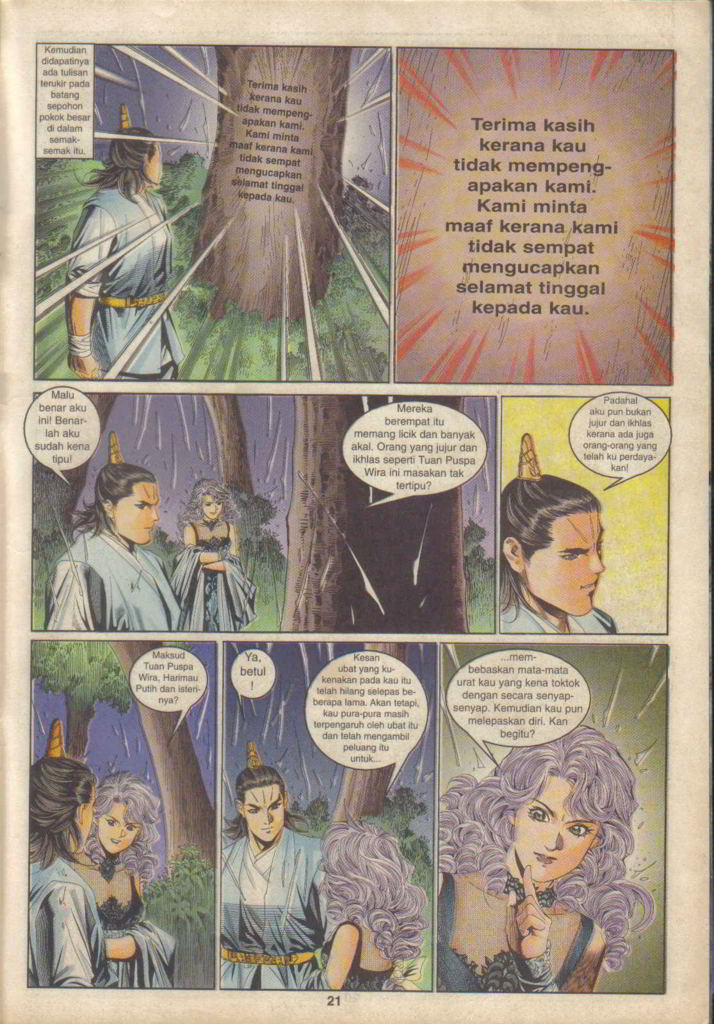 Kemudian
didapatinya
ada tulisan
terukir pada
batang
sepohon
pokok besar
di dalam
semak-
semak itu.
Terima kasih
kerana kau
tidak mempeng-
apakan kami.
Kami minta
maaf kerana kami
tidak sempat
mengucapkan
selamat tinggal
kepada kau.
Terima kasih
kerana kau
tidak mempeng-
apakan kami.
Kami minta
maaf kerana kami
tidak sempat
mengucapkan
selamat tinggal
kepada kau.
Malu
benar aku
ini! Benar-
lah aku
sudah kena
tipu!
Mereka
berempat itu
memang licik dan banyak
akal. Orang yang jujur dan
ikhlas seperti Tuan Puspa
Wira ini masakan tak
tertipu?
Padahal
aku pun bukan
jujur dan ikhlas
kerana ada juga
orang-orang yang
telah ku perdaya-
kan!
Maksud
Tuan Puspa
Wira, Harimau
Putih dan isteri-
nya?
Ya,
betul
!
Kesan
ubat yang ku-
kenakan pada kau itu
telah hilang selepas be-
berapa lama. Akan tetapi,
kau pura-pura masih
terpengaruh oleh ubat itu
dan mengambil
peluang itu
untuk...
...mem-
bebaskan mata-mata
urat kau yang kena toktok
dengan secara senyap-
senyap. Kemudian kau pun
melepaskan diri. Kan
begitu?
21